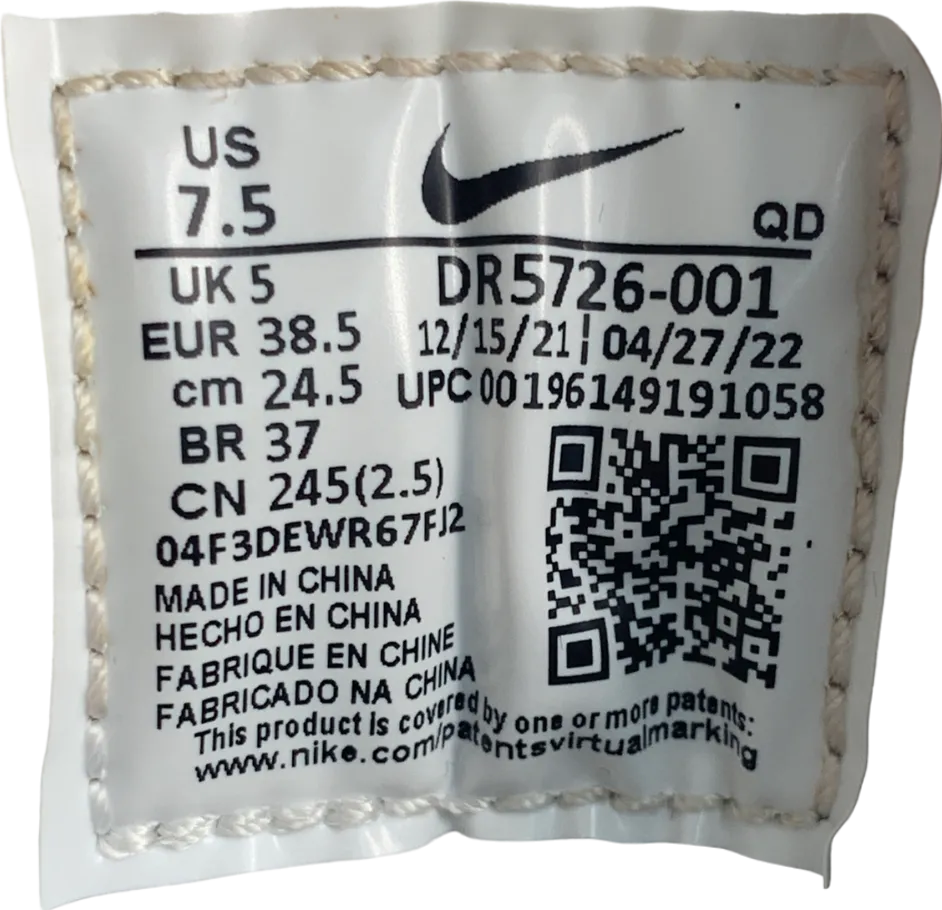 US
7.5
QD
UK 5
DR5726-001
EUR 38.5
12/15/21 | 04/27/22
cm 24.5
UPC 00196149191058
BR 37
CN 245(2.5)
04F3DEWR67FJ2
MADE IN CHINA
HECHO EN CHINA
FABRIQUE EN CHINE
FABRICADO NA CHINA
This product is covered by one or more patents:
www.nike.com/patentsvirtualmarking